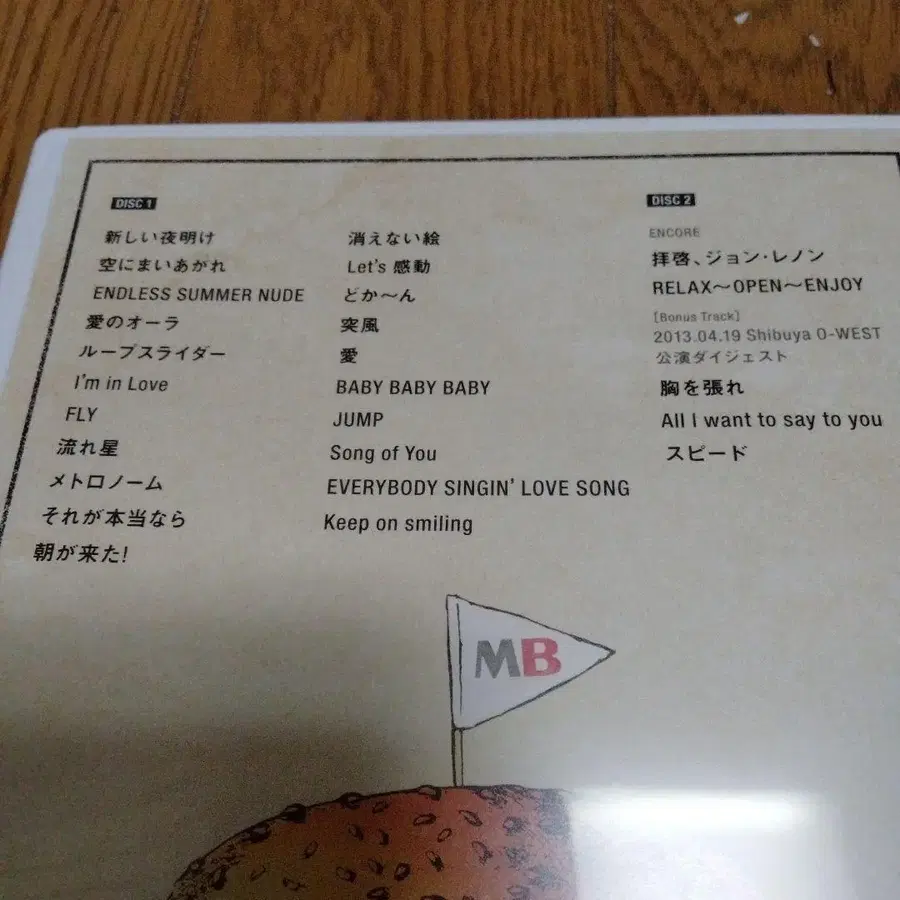 DISC 1
新しい夜明け
空にまいあがれ
ENDLESS SUMMER NUDE
愛のオーラ
ループスライダー
I'm in Love
FLY
流れ星
メトロノーム
それが本当なら
朝が来た!
消えない絵
Let's 感動
どか〜ん
突風
愛
BABY BABY BABY
JUMP
Song of You
EVERYBODY SINGIN' LOVE SONG
Keep on smiling
DISC 2
ENCORE
拝啓、ジョン・レノン
RELAX〜OPEN〜ENJOY
[Bonus Track]
2013.04.19 Shibuya O-WEST
公演ダイジェスト
胸を張れ
All I want to say to you
スピード
MB